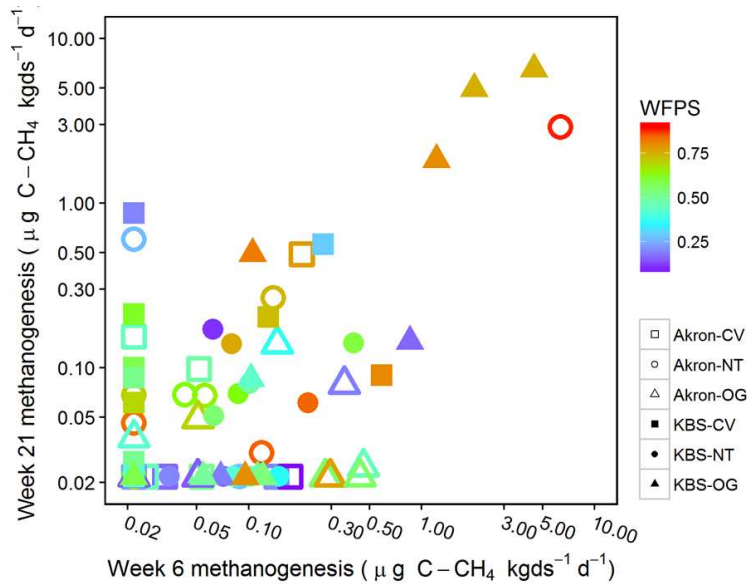 Week 21 methanogenesis ( μ g C − CH₄ kgds⁻¹ d⁻¹ )
10.00
5.00
3.00
1.00
0.50
0.30
0.10
0.05
0.02
0.02
0.05
0.10
0.30
0.50
1.00
3.00
5.00
10.00
Week 6 methanogenesis ( μ g C − CH₄ kgds⁻¹ d⁻¹ )
WFPS
0.75
0.50
0.25
Akron-CV
Akron-NT
Akron-OG
KBS-CV
KBS-NT
KBS-OG